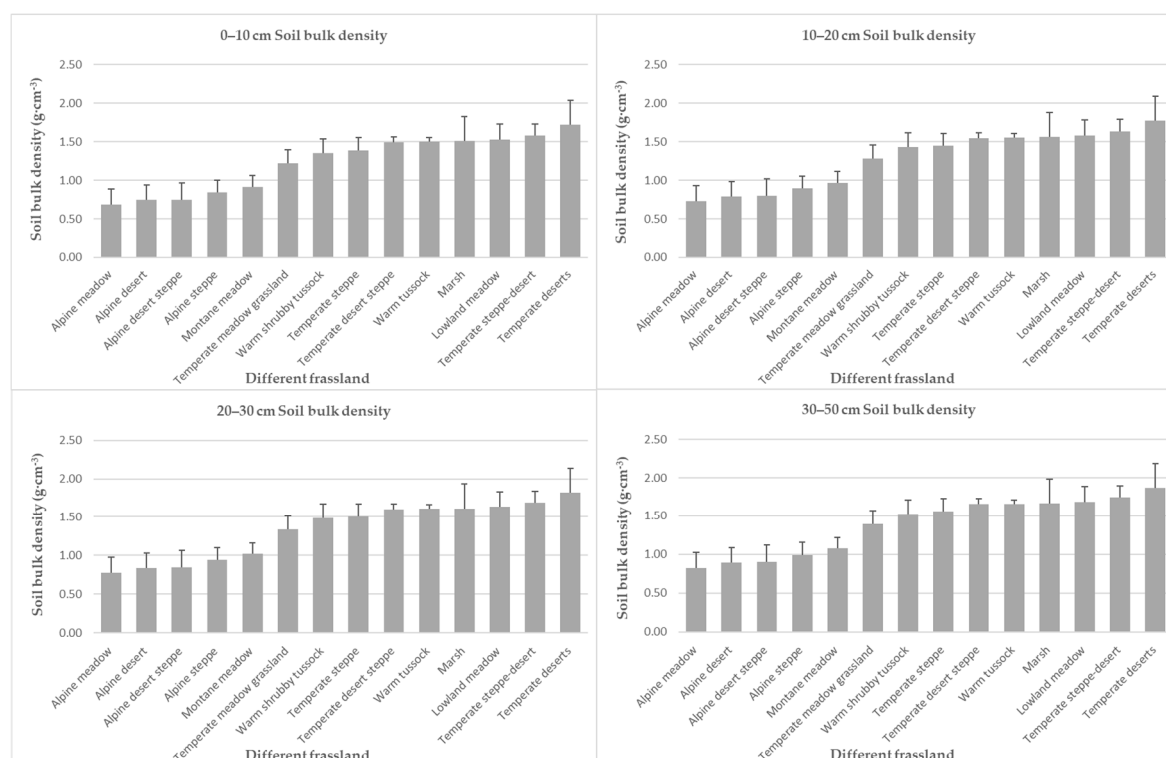 0–10 cm Soil bulk density
Soil bulk density (g·cm-3)
2.50
2.00
1.50
1.00
0.50
0.00
Alpine meadow
Alpine desert
Alpine desert steppe
Alpine steppe
Montane meadow
Temperate meadow grassland
Warm shrubby tussock
Temperate steppe
Temperate desert steppe
Warm tussock
Marsh
Lowland meadow
Temperate steppe-desert
Temperate deserts
Different frassland
10–20 cm Soil bulk density
Soil bulk density (g·cm-3)
2.50
2.00
1.50
1.00
0.50
0.00
Alpine meadow
Alpine desert
Alpine desert steppe
Alpine steppe
Montane meadow
Temperate meadow grassland
Warm shrubby tussock
Temperate steppe
Temperate desert steppe
Warm tussock
Marsh
Lowland meadow
Temperate steppe-desert
Temperate deserts
Different frassland
20–30 cm Soil bulk density
Soil bulk density (g·cm-3)
2.50
2.00
1.50
1.00
0.50
0.00
Alpine meadow
Alpine desert
Alpine desert steppe
Alpine steppe
Montane meadow
Temperate meadow grassland
Warm shrubby tussock
Temperate steppe
Temperate desert steppe
Warm tussock
Marsh
Lowland meadow
Temperate steppe-desert
Temperate deserts
Different frassland
30–50 cm Soil bulk density
Soil bulk density (g·cm-3)
2.50
2.00
1.50
1.00
0.50
0.00
Alpine meadow
Alpine desert
Alpine desert steppe
Alpine steppe
Montane meadow
Temperate meadow grassland
Warm shrubby tussock
Temperate steppe
Temperate desert steppe
Warm tussock
Marsh
Lowland meadow
Temperate steppe-desert
Temperate deserts
Different frassland